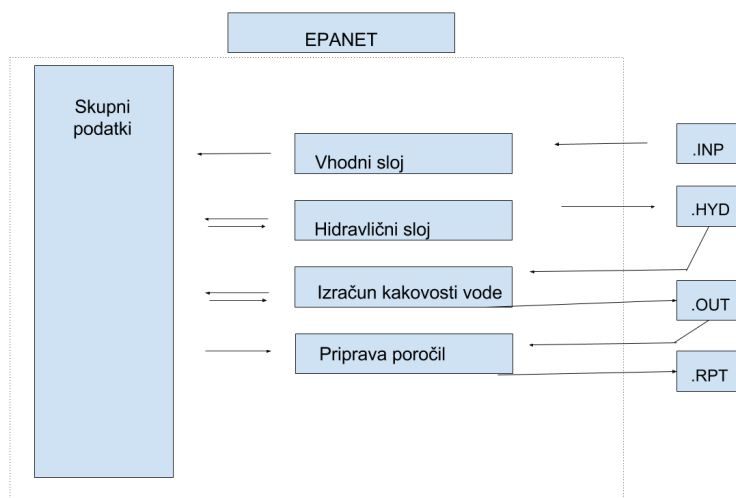 EPANET
Skupni
podatki
Vhodni sloj
.INP
Hidravlični sloj
.HYD
Izračun kakovosti vode
.OUT
Priprava poročil
.RPT